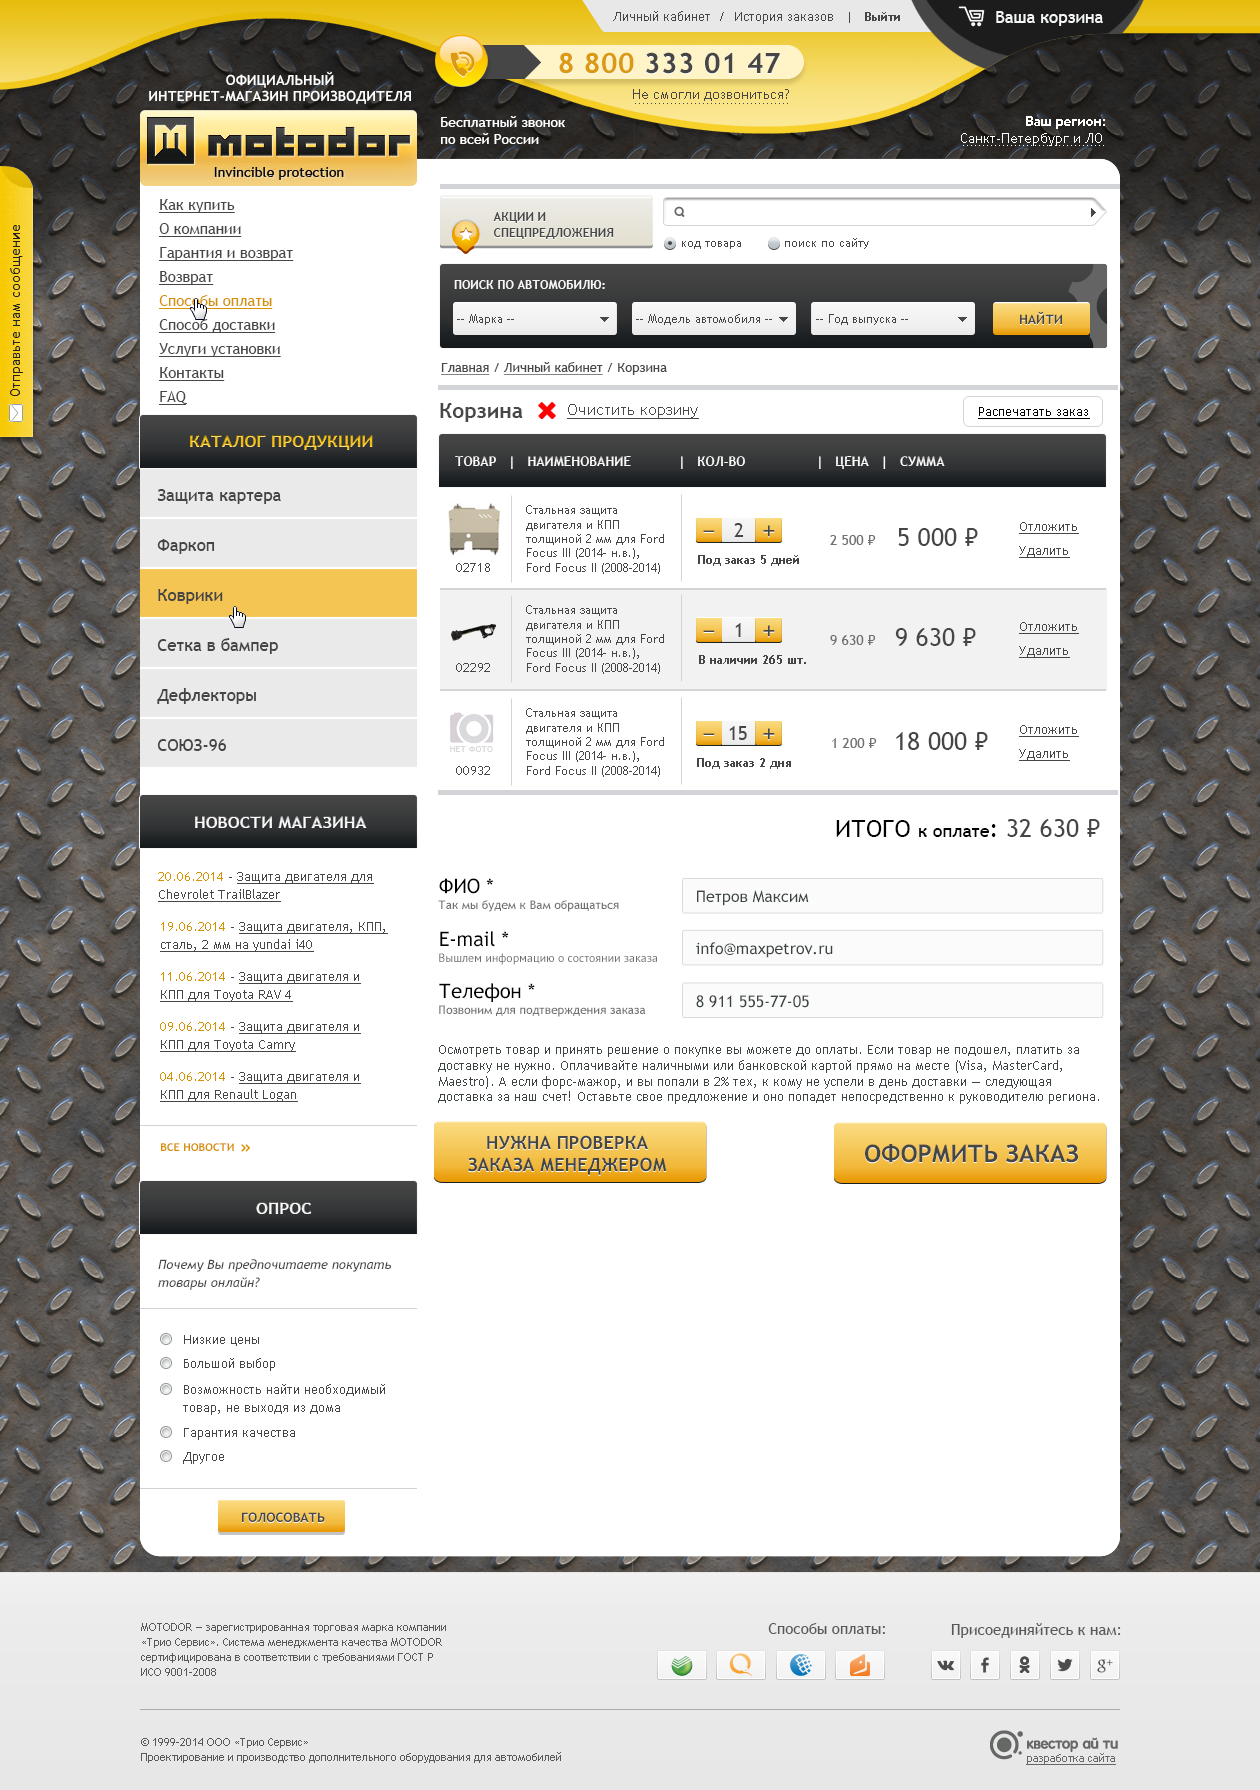 Личный кабинет / История заказов | Выйти
Ваша корзина
8 800 333 01 47
Не смогли дозвониться?
ОФИЦИАЛЬНЫЙ
ИНТЕРНЕТ-МАГАЗИН ПРОИЗВОДИТЕЛЯ
motodor
Invincible protection
Бесплатный звонок
по всей России
Ваш регион:
Санкт-Петербург и ЛО
Отправьте нам сообщение
Как купить
О компании
Гарантия и возврат
Возврат
Способы оплаты
Способ доставки
Услуги установки
Контакты
FAQ
АКЦИИ И
СПЕЦПРЕДЛОЖЕНИЯ
код товара
поиск по сайту
ПОИСК ПО АВТОМОБИЛЮ:
-- Марка --
-- Модель автомобиля --
-- Год выпуска --
НАЙТИ
Главная / Личный кабинет / Корзина
Корзина
Очистить корзину
Распечатать заказ
ТОВАР | НАИМЕНОВАНИЕ | КОЛ-ВО | ЦЕНА | СУММА
Стальная защита
двигателя и КПП
толщиной 2 мм для Ford
Focus III (2014- н.в.),
Ford Focus II (2008-2014)
02718
– 2 +
Под заказ 5 дней
2 500 ₽
5 000 ₽
Отложить
Удалить
Стальная защита
двигателя и КПП
толщиной 2 мм для Ford
Focus III (2014- н.в.),
Ford Focus II (2008-2014)
02292
– 1 +
В наличии 265 шт.
9 630 ₽
9 630 ₽
Отложить
Удалить
НЕТ ФОТО
00932
Стальная защита
двигателя и КПП
толщиной 2 мм для Ford
Focus III (2014- н.в.),
Ford Focus II (2008-2014)
– 15 +
Под заказ 2 дня
1 200 ₽
18 000 ₽
Отложить
Удалить
ИТОГО к оплате: 32 630 ₽
ФИО *
Так мы будем к Вам обращаться
Петров Максим
E-mail *
Вышлем информацию о состоянии заказа
info@maxpetrov.ru
Телефон *
Позвоним для подтверждения заказа
8 911 555-77-05
Осмотреть товар и принять решение о покупке вы можете до оплаты. Если товар не подошел, платить за
доставку не нужно. Оплачивайте наличными или банковской картой прямо на месте (Visa, MasterCard,
Maestro). А если форс-мажор, и вы попали в 2% тех, к кому не успели в день доставки — следующая
доставка за наш счет! Оставьте свое предложение и оно попадет непосредственно к руководителю региона.
НУЖНА ПРОВЕРКА
ЗАКАЗА МЕНЕДЖЕРОМ
ОФОРМИТЬ ЗАКАЗ
КАТАЛОГ ПРОДУКЦИИ
Защита картера
Фаркоп
Коврики
Сетка в бампер
Дефлекторы
СОЮЗ-96
НОВОСТИ МАГАЗИНА
20.06.2014 - Защита двигателя для
Chevrolet TrailBlazer
19.06.2014 - Защита двигателя, КПП,
сталь, 2 мм на yundai i40
11.06.2014 - Защита двигателя и
КПП для Toyota RAV 4
09.06.2014 - Защита двигателя и
КПП для Toyota Camry
04.06.2014 - Защита двигателя и
КПП для Renault Logan
ВСЕ НОВОСТИ »
ОПРОС
Почему Вы предпочитаете покупать
товары онлайн?
Низкие цены
Большой выбор
Возможность найти необходимый
товар, не выходя из дома
Гарантия качества
Другое
ГОЛОСОВАТЬ
MOTODOR – зарегистрированная торговая марка компании
«Трио Сервис». Система менеджмента качества MOTODOR
сертифицирована в соответствии с требованиями ГОСТ Р
ИСО 9001-2008
Способы оплаты:
Присоединяйтесь к нам:
© 1999-2014 ООО «Трио Сервис»
Проектирование и производство дополнительного оборудования для автомобилей
квестор ай ти
разработка сайта